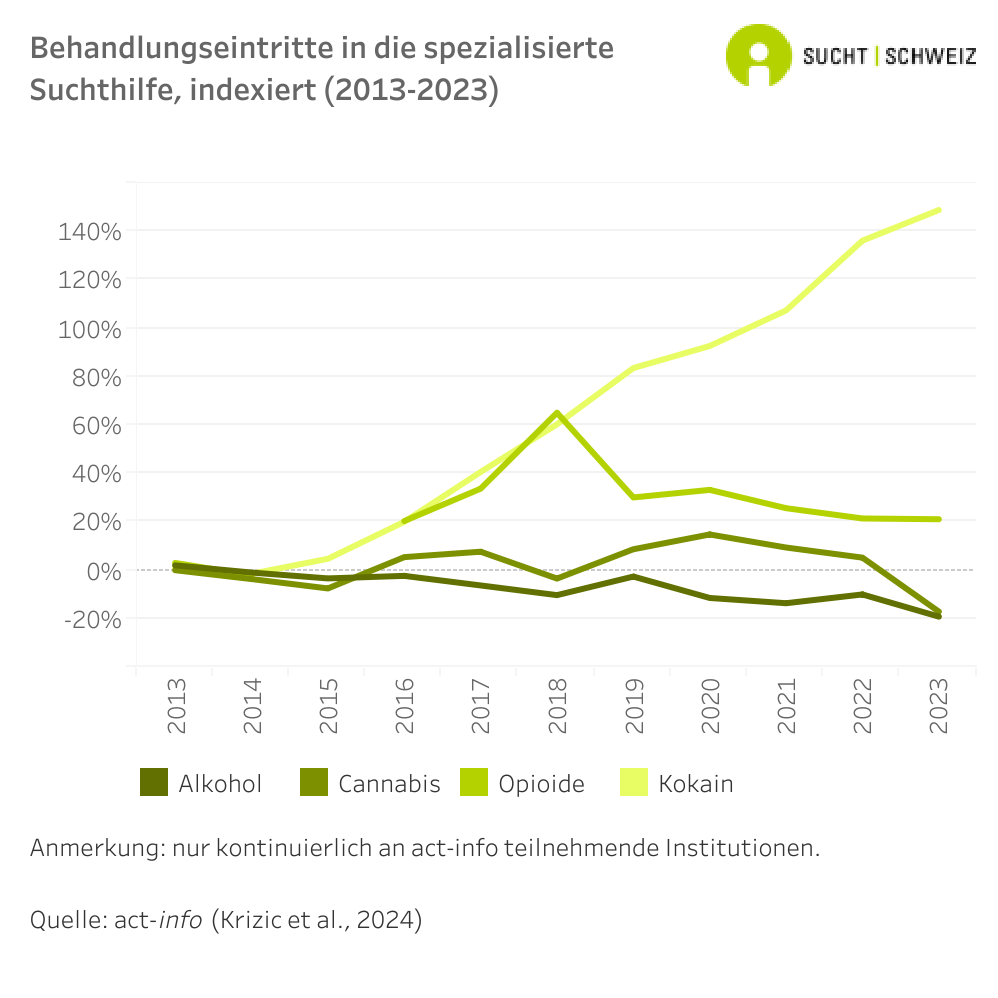 Behandlungseintritte in die spezialisierte
Suchthilfe, indexiert (2013-2023)
SUCHT | SCHWEIZ
140%
120%
100%
80%
60%
40%
20%
0%
-20%
2013 2014 2015 2016 2017 2018 2019 2020 2021 2022 2023
Alkohol Cannabis Opioide Kokain
Anmerkung: nur kontinuierlich an act-info teilnehmende Institutionen.
Quelle: act-info (Krizic et al., 2024)